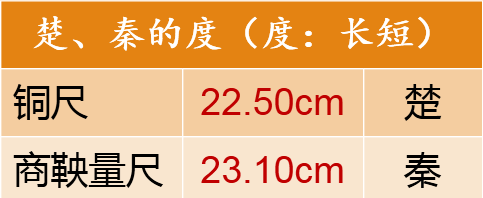 楚、秦的度（度：长短）
铜尺 22.50cm 楚
商鞅量尺 23.10cm 秦